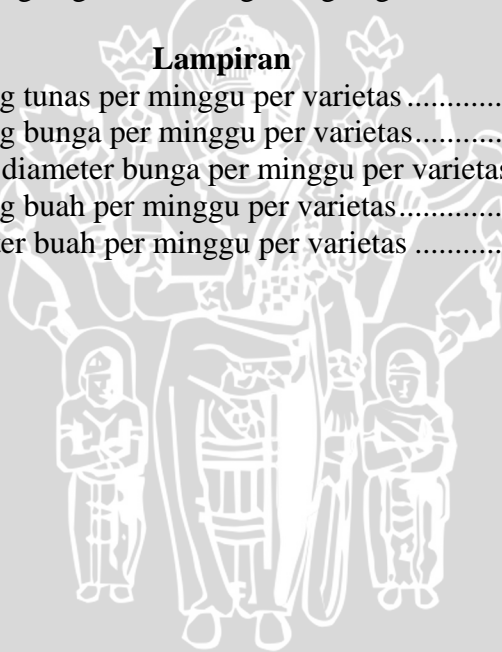 Lampiran
g tunas per minggu per varietas ............
g bunga per minggu per varietas...........
diameter bunga per minggu per varietas
g buah per minggu per varietas.............
ter buah per minggu per varietas ...........